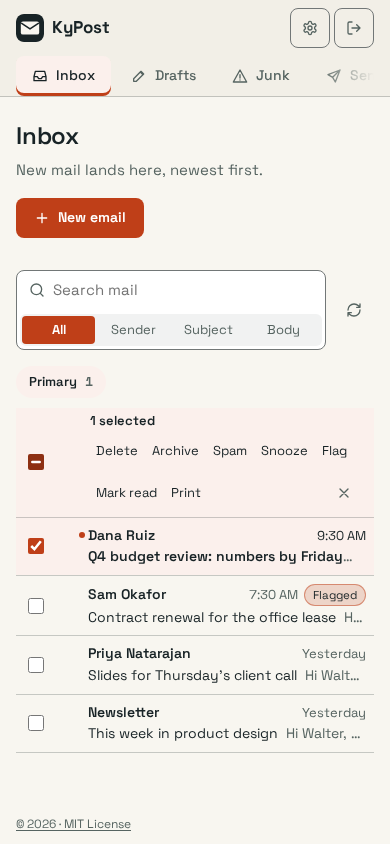 KyPost
Inbox Drafts Junk Ser
Inbox
New mail lands here, newest first.
New email
Search mail
All Sender Subject Body
Primary 1
1 selected
Delete Archive Spam Snooze Flag
Mark read Print
Dana Ruiz 9:30 AM
Q4 budget review: numbers by Friday…
Sam Okafor 7:30 AM Flagged
Contract renewal for the office lease H…
Priya Natarajan Yesterday
Slides for Thursday's client call Hi Walt…
Newsletter Yesterday
This week in product design Hi Walter, …
© 2026 · MIT License